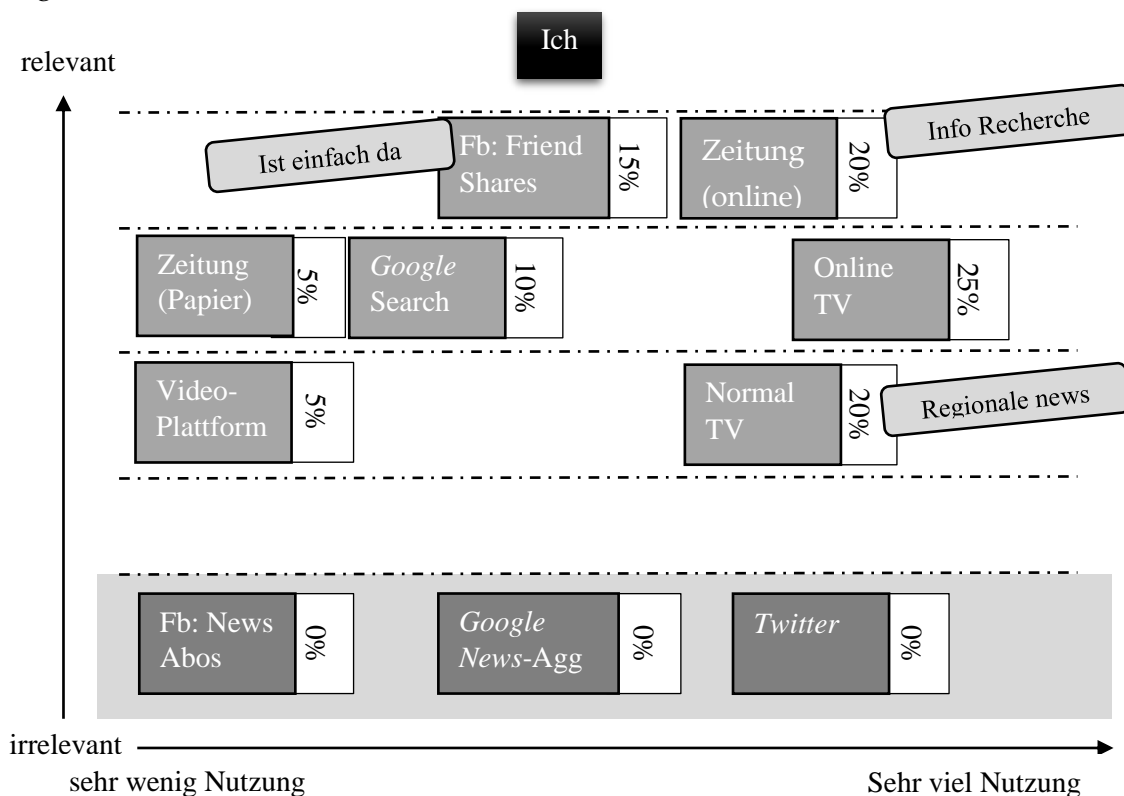 Ich
relevant
Info Recherche
Ist einfach da
Fb: Friend
Shares
15%
Zeitung
(online)
20%
Zeitung
(Papier)
5%
Google
Search
10%
Online
TV
25%
Video-
Plattform
5%
Normal
TV
20%
Regionale news
Fb: News
Abos
0%
Google
News-Agg
0%
Twitter
0%
irrelevant
sehr wenig Nutzung
Sehr viel Nutzung